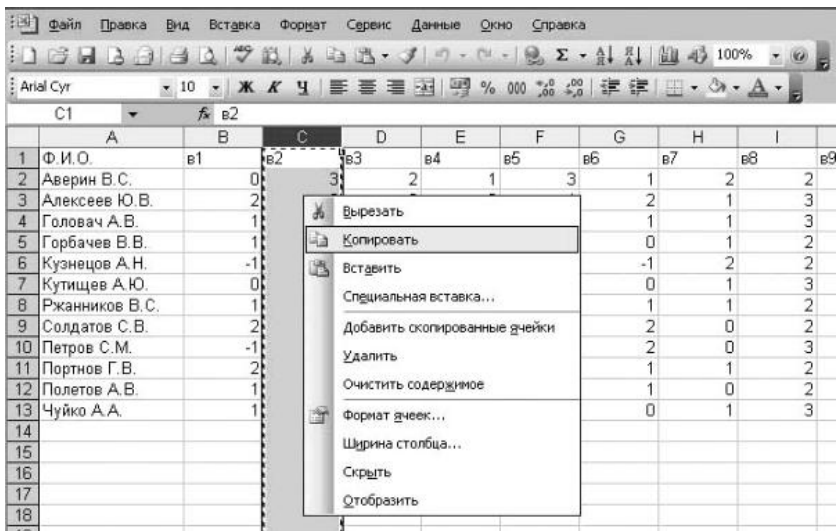 Файл Правка Вид Вставка Формат Сервис Данные Окно Справка
100%
Arial Cyr 10 Ж К Ч % 000
C1 fx в2
A B C D E F G H I
1 Ф.И.О. в1 в2 в3 в4 в5 в6 в7 в8 в9
2 Аверин В.С. 0 3 2 1 3 1 2 2
3 Алексеев Ю.В. 2 2 1 3
4 Головач А.В. 1 1 1 3
5 Горбачев В.В. 1 0 1 2
6 Кузнецов А.Н. -1 -1 2 2
7 Кутищев А.Ю. 0 0 1 3
8 Ржанников В.С. 1 1 1 2
9 Солдатов С.В. 2 2 0 2
10 Петров С.М. -1 2 0 3
11 Портнов Г.В. 2 1 1 2
12 Полетов А.В. 1 1 0 2
13 Чуйко А.А. 1 0 1 3
14
15
16
17
18
Вырезать
Копировать
Вставить
Специальная вставка...
Добавить скопированные ячейки
Удалить
Очистить содержимое
Формат ячеек...
Ширина столбца...
Скрыть
Отобразить